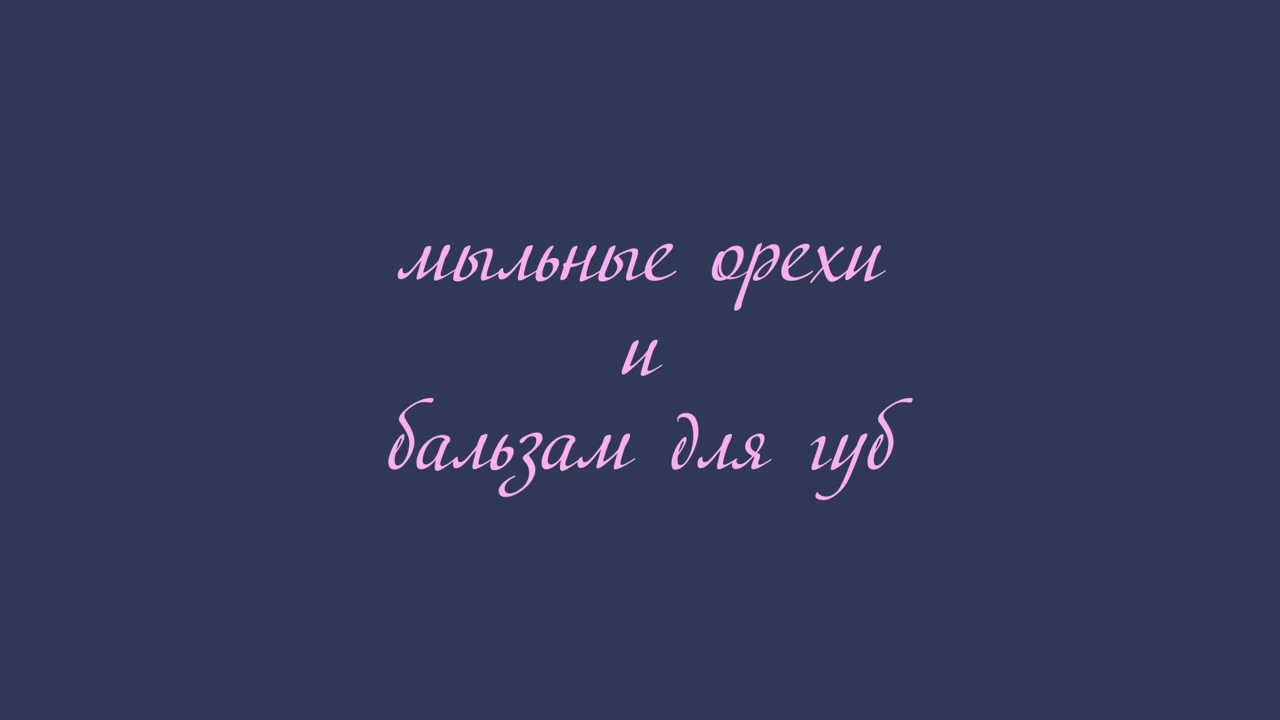 мыльные орехи
и
бальзам для губ